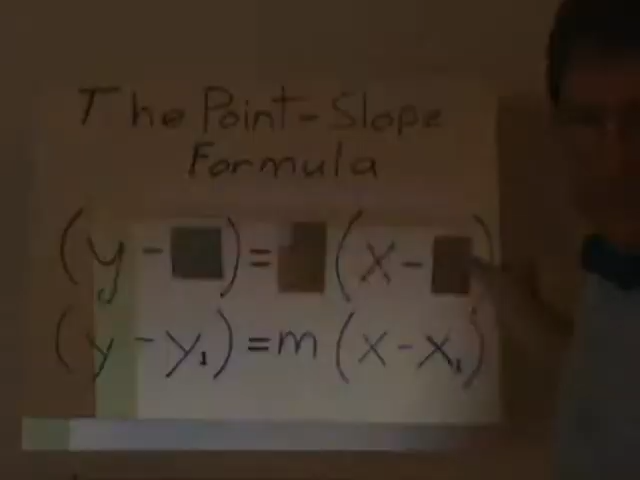 The Point-Slope
Formula
(y-■)=■(x-■)
(y-y₁)=m(x-x₁)